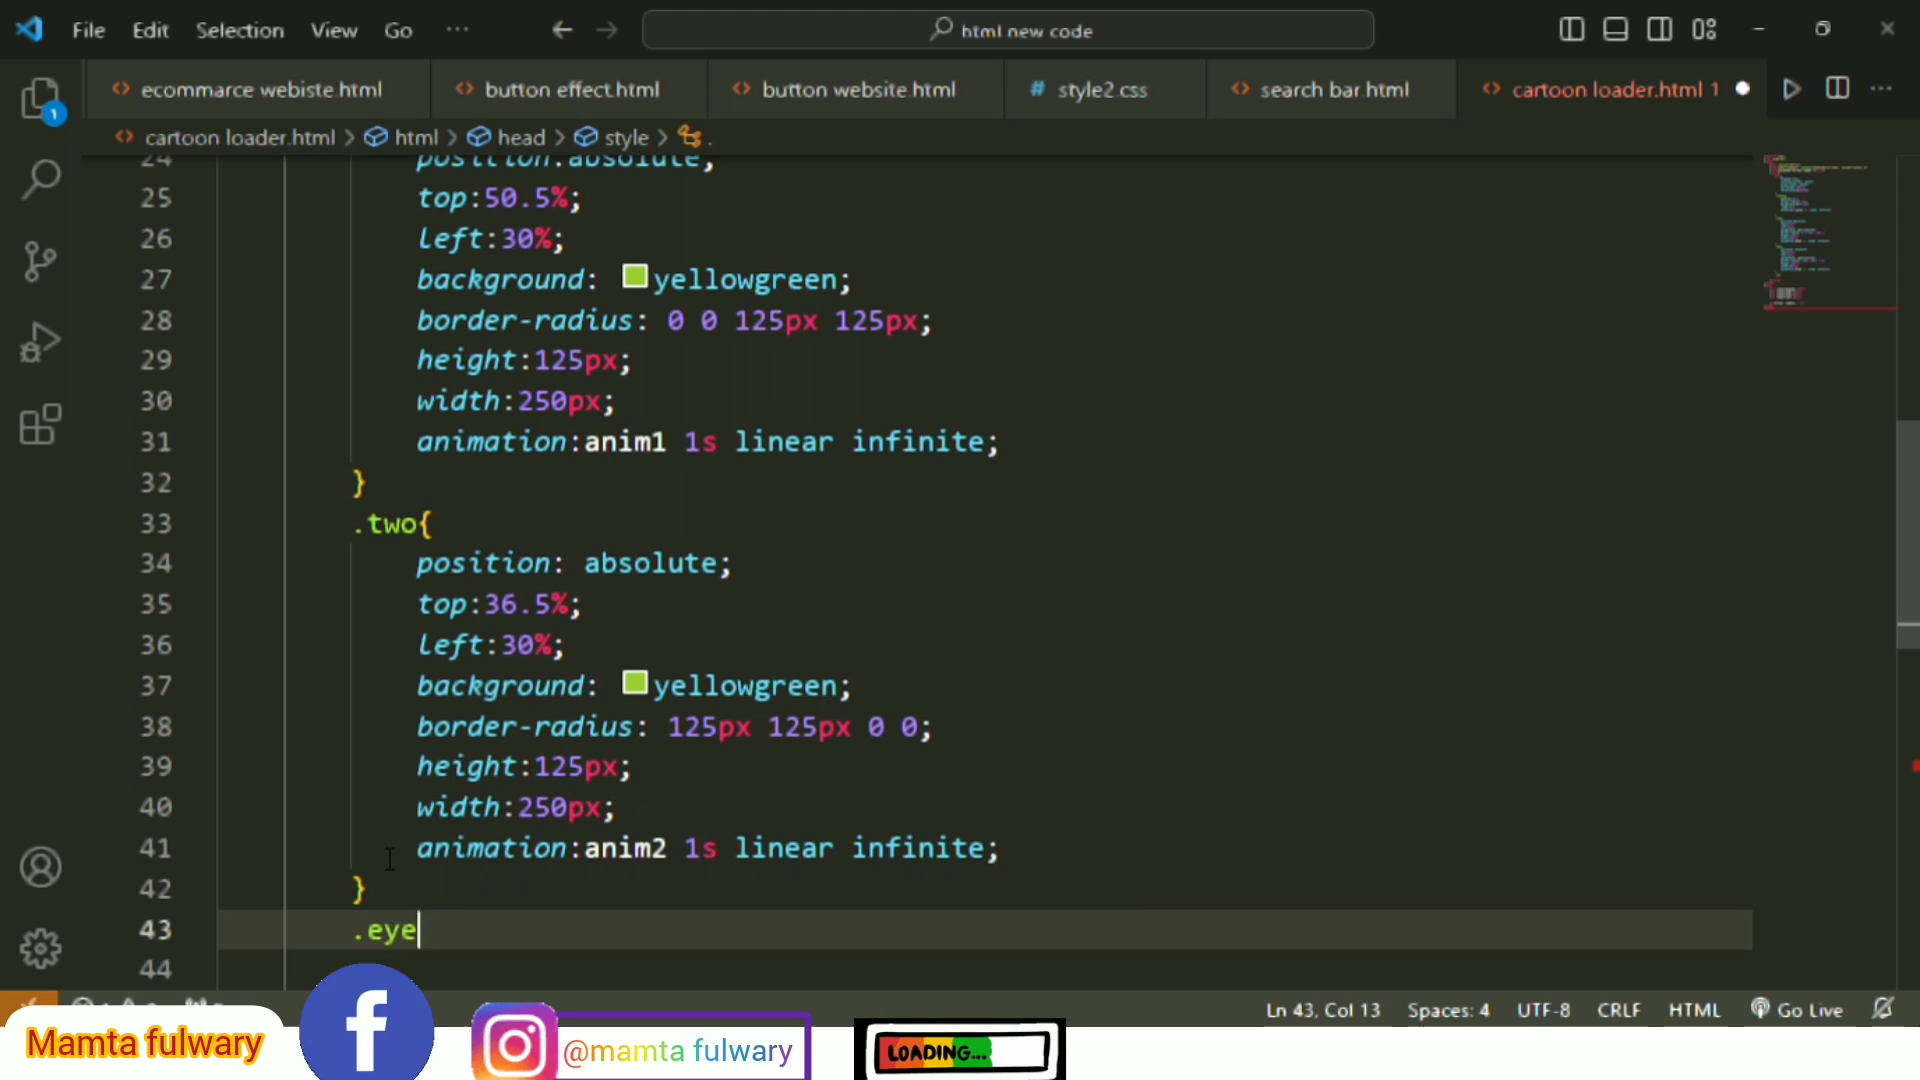 File Edit Selection View Go ··· html new code
ecommarce webiste.html button effect.html button website.html # style2.css search bar.html cartoon loader.html 1
cartoon loader.html > html > head > style > .
24 position:absolute;
25 top:50.5%;
26 left:30%;
27 background: yellowgreen;
28 border-radius: 0 0 125px 125px;
29 height:125px;
30 width:250px;
31 animation:anim1 1s linear infinite;
32 }
33 .two{
34 position: absolute;
35 top:36.5%;
36 left:30%;
37 background: yellowgreen;
38 border-radius: 125px 125px 0 0;
39 height:125px;
40 width:250px;
41 animation:anim2 1s linear infinite;
42 }
43 .eye
44
Ln 43, Col 13 Spaces: 4 UTF-8 CRLF HTML Go Live
Mamta fulwary f @mamta fulwary LOADING...